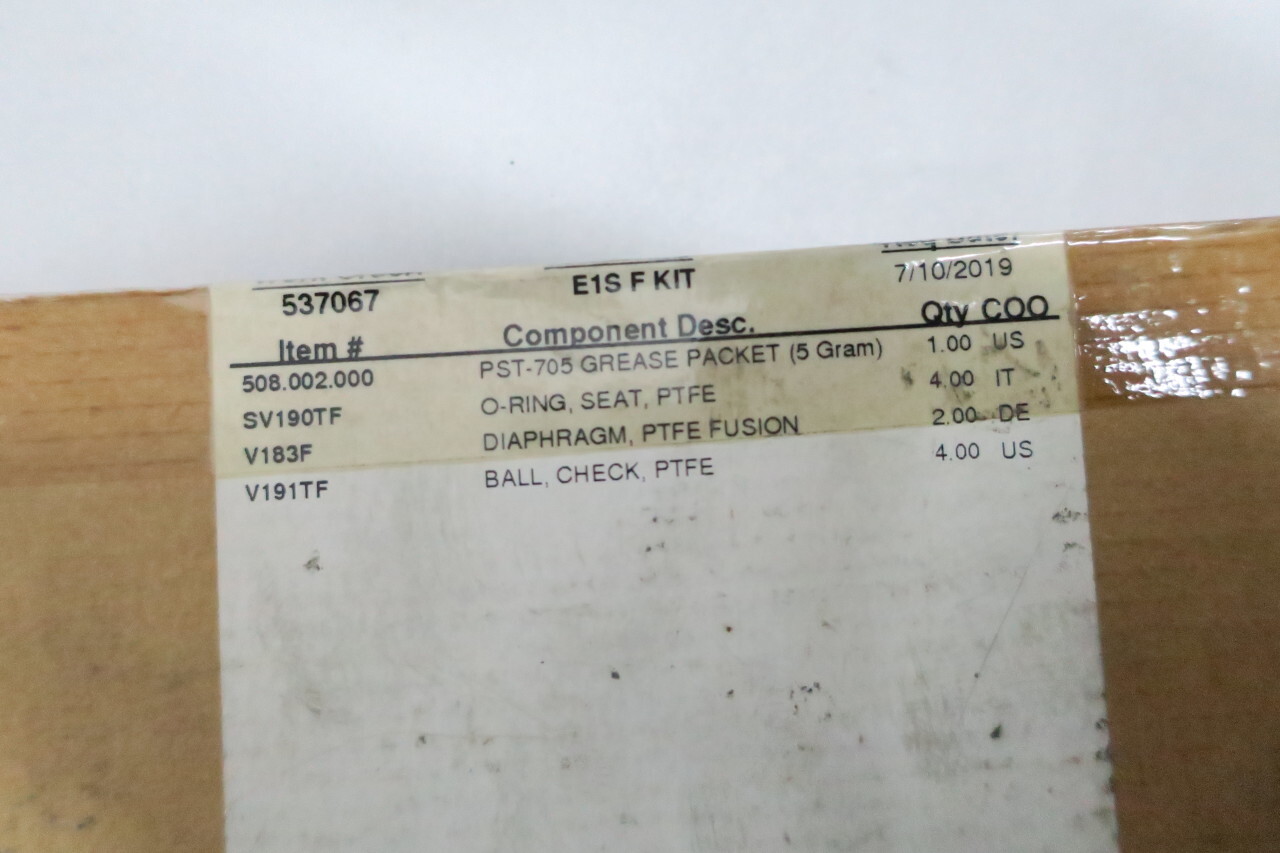 537067 E1S F KIT 7/10/2019
Item # Component Desc. Qty COO
508.002.000 PST-705 GREASE PACKET (5 Gram) 1.00 US
SV190TF O-RING, SEAT, PTFE 4.00 IT
V183F DIAPHRAGM, PTFE FUSION 2.00 DE
V191TF BALL, CHECK, PTFE 4.00 US